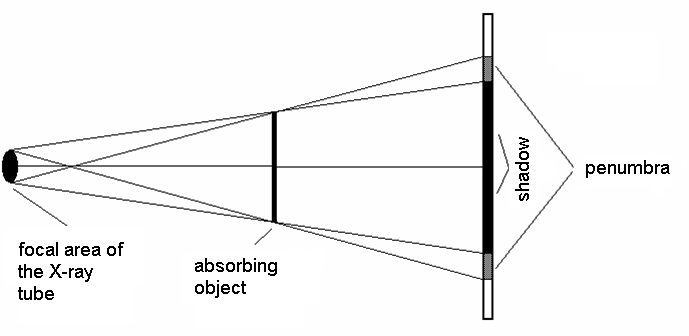 focal area of
the X-ray
tube
absorbing
object
shadow
penumbra